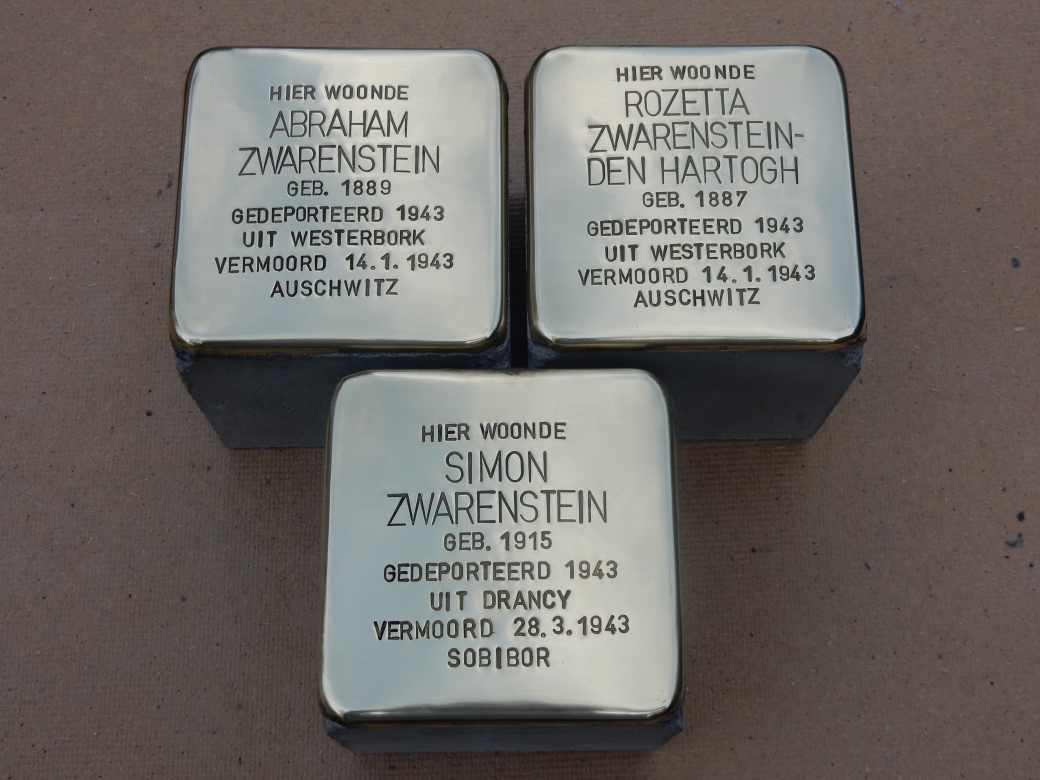 HIER WOONDE
ABRAHAM
ZWARENSTEIN
GEB. 1889
GEDEPORTEERD 1943
UIT WESTERBORK
VERMOORD 14.1.1943
AUSCHWITZ
HIER WOONDE
ROZETTA
ZWARENSTEIN-
DEN HARTOGH
GEB. 1887
GEDEPORTEERD 1943
UIT WESTERBORK
VERMOORD 14.1.1943
AUSCHWITZ
HIER WOONDE
SIMON
ZWARENSTEIN
GEB. 1915
GEDEPORTEERD 1943
UIT DRANCY
VERMOORD 28.3.1943
SOBIBOR